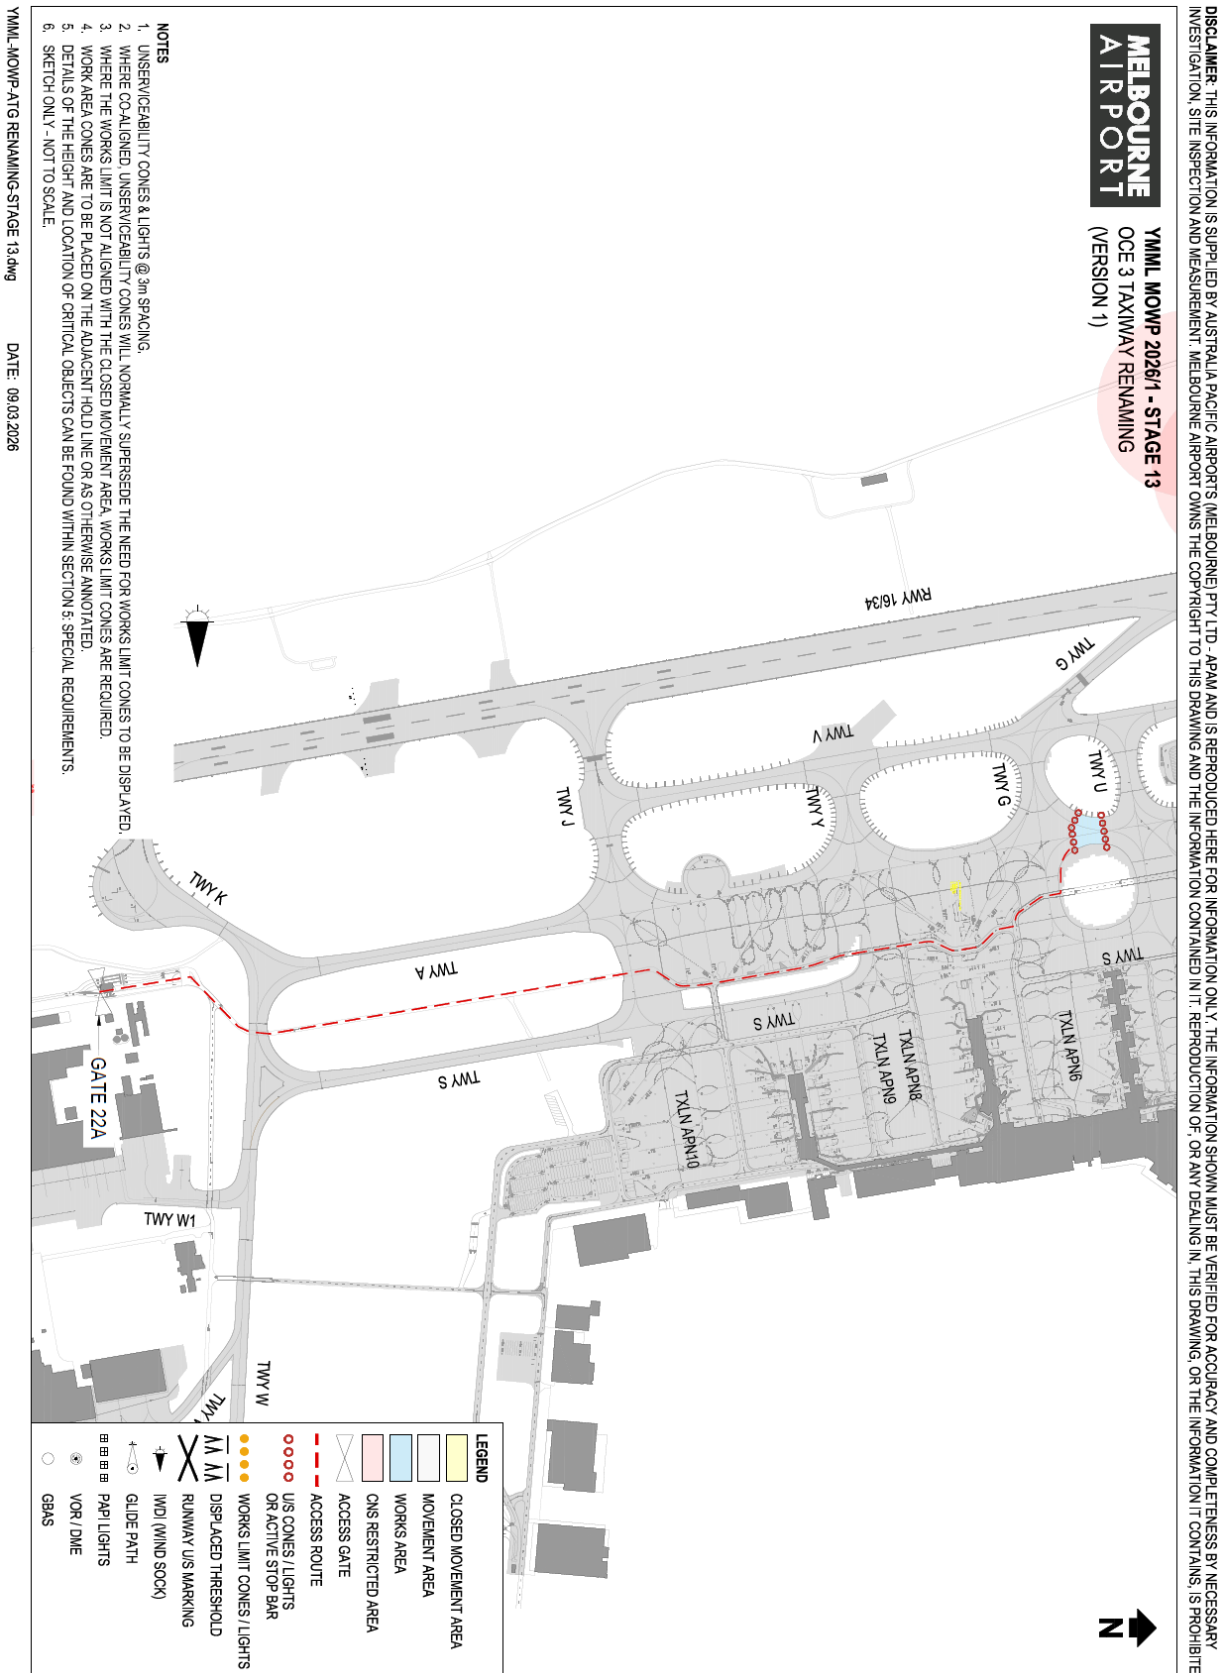 DISCLAIMER: THIS INFORMATION IS SUPPLIED BY AUSTRALIA PACIFIC AIRPORTS (MELBOURNE) PTY LTD - APAM AND IS REPRODUCED HERE FOR INFORMATION ONLY. THE INFORMATION SHOWN MUST BE VERIFIED FOR ACCURACY AND COMPLETENESS BY NECESSARY
INVESTIGATION, SITE INSPECTION AND MEASUREMENT. MELBOURNE AIRPORT OWNS THE COPYRIGHT TO THIS DRAWING AND THE INFORMATION CONTAINED IN IT. REPRODUCTION OF, OR ANY DEALING IN, THIS DRAWING, OR THE INFORMATION IT CONTAINS, IS PROHIBITE
MELBOURNE
AIRPORT
YMML MOWP 2026/1 - STAGE 13
OCE 3 TAXIWAY RENAMING
(VERSION 1)
N
RWY 16/34
TWY G
TWY V
TWY U
TWY G
TWY Y
TWY J
TWY K
TWY A
TWY S
TWY S
TWY S
TXLN APN6
TXLN APN8
TXLN APN9
TXLN APN10
GATE 22A
TWY W1
TWY W
TWY
NOTES
1. UNSERVICEABILITY CONES & LIGHTS @ 3m SPACING.
2. WHERE CO-ALIGNED, UNSERVICEABILITY CONES WILL NORMALLY SUPERSEDE THE NEED FOR WORKS LIMIT CONES TO BE DISPLAYED.
3. WHERE THE WORKS LIMIT IS NOT ALIGNED WITH THE CLOSED MOVEMENT AREA, WORKS LIMIT CONES ARE REQUIRED.
4. WORK AREA CONES ARE TO BE PLACED ON THE ADJACENT HOLD LINE OR AS OTHERWISE ANNOTATED.
5. DETAILS OF THE HEIGHT AND LOCATION OF CRITICAL OBJECTS CAN BE FOUND WITHIN SECTION 5: SPECIAL REQUIREMENTS.
6. SKETCH ONLY - NOT TO SCALE.
LEGEND
CLOSED MOVEMENT AREA
MOVEMENT AREA
WORKS AREA
CNS RESTRICTED AREA
ACCESS GATE
ACCESS ROUTE
U/S CONES / LIGHTS
OR ACTIVE STOP BAR
WORKS LIMIT CONES / LIGHTS
DISPLACED THRESHOLD
RUNWAY U/S MARKING
IWDI (WIND SOCK)
GLIDE PATH
PAPI LIGHTS
VOR / DME
GBAS
YMML-MOWP-ATG RENAMING-STAGE 13.dwg
DATE: 09.03.2026